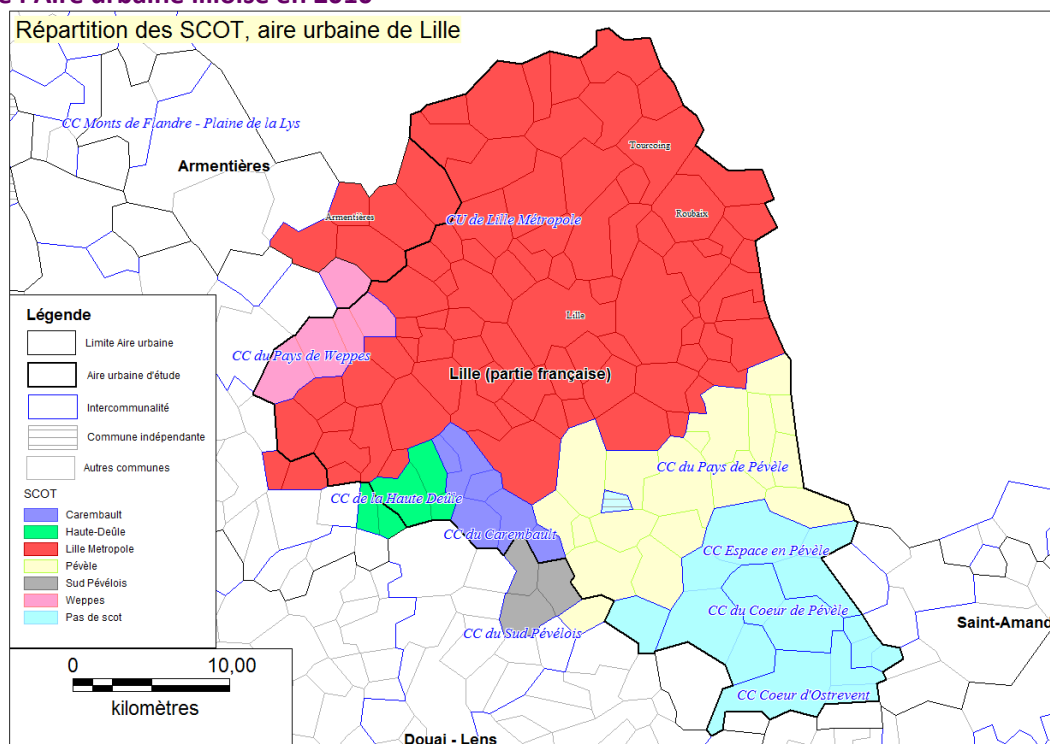 Répartition des SCOT, aire urbaine de Lille
CC Monts de Flandre - Plaine de la Lys
Tourcoing
Armentières
Roubaix
Armentières
CU de Lille Métropole
Lille
Légende
Limite Aire urbaine
Aire urbaine d'étude
Intercommunalité
Commune indépendante
Autres communes
SCOT
Carembault
Haute-Deûle
Lille Metropole
Pévèle
Sud Pévélois
Weppes
Pas de scot
CC du Pays de Weppes
Lille (partie française)
CC du Pays de Pévèle
CC de la Haute Deûle
CC du Carembault
CC Espace en Pévèle
CC du Coeur de Pévèle
Saint-Amand
CC du Sud Pévélois
CC Coeur d'Ostrevent
0 10,00
kilomètres
Douai - Lens